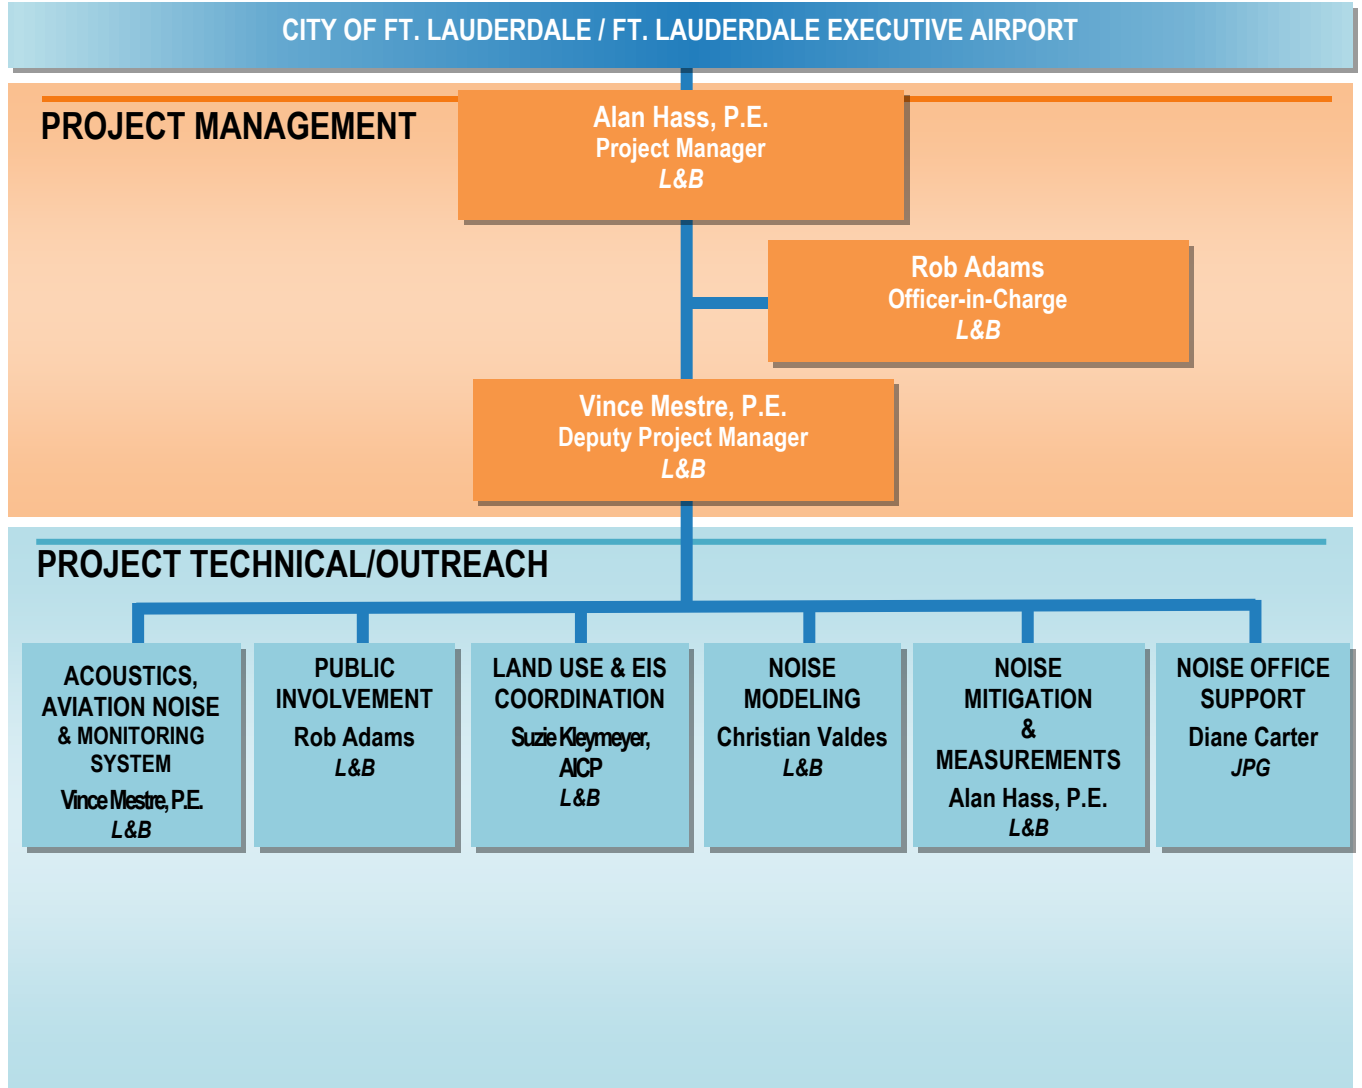 CITY OF FT. LAUDERDALE / FT. LAUDERDALE EXECUTIVE AIRPORT
PROJECT MANAGEMENT
Alan Hass, P.E.
Project Manager
L&B
Rob Adams
Officer-in-Charge
L&B
Vince Mestre, P.E.
Deputy Project Manager
L&B
PROJECT TECHNICAL/OUTREACH
ACOUSTICS,
AVIATION NOISE
& MONITORING
SYSTEM
Vince Mestre, P.E.
L&B
PUBLIC
INVOLVEMENT
Rob Adams
L&B
LAND USE & EIS
COORDINATION
Suzie Kleymeyer,
AICP
L&B
NOISE
MODELING
Christian Valdes
L&B
NOISE
MITIGATION
&
MEASUREMENTS
Alan Hass, P.E.
L&B
NOISE OFFICE
SUPPORT
Diane Carter
JPG